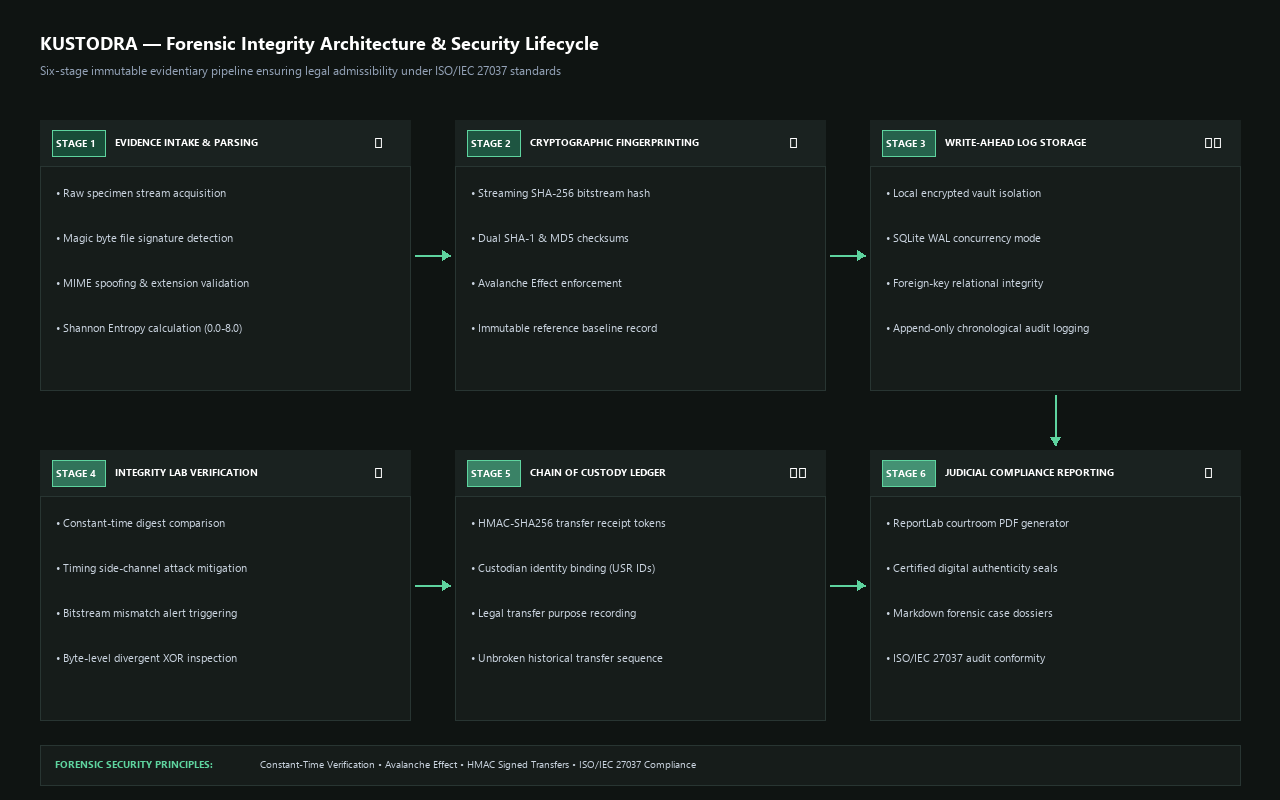 KUSTODRA — Forensic Integrity Architecture & Security Lifecycle
Six-stage immutable evidentiary pipeline ensuring legal admissibility under ISO/IEC 27037 standards
STAGE 1 EVIDENCE INTAKE & PARSING
• Raw specimen stream acquisition
• Magic byte file signature detection
• MIME spoofing & extension validation
• Shannon Entropy calculation (0.0-8.0)
STAGE 2 CRYPTOGRAPHIC FINGERPRINTING
• Streaming SHA-256 bitstream hash
• Dual SHA-1 & MD5 checksums
• Avalanche Effect enforcement
• Immutable reference baseline record
STAGE 3 WRITE-AHEAD LOG STORAGE
• Local encrypted vault isolation
• SQLite WAL concurrency mode
• Foreign-key relational integrity
• Append-only chronological audit logging
STAGE 4 INTEGRITY LAB VERIFICATION
• Constant-time digest comparison
• Timing side-channel attack mitigation
• Bitstream mismatch alert triggering
• Byte-level divergent XOR inspection
STAGE 5 CHAIN OF CUSTODY LEDGER
• HMAC-SHA256 transfer receipt tokens
• Custodian identity binding (USR IDs)
• Legal transfer purpose recording
• Unbroken historical transfer sequence
STAGE 6 JUDICIAL COMPLIANCE REPORTING
• ReportLab courtroom PDF generator
• Certified digital authenticity seals
• Markdown forensic case dossiers
• ISO/IEC 27037 audit conformity
FORENSIC SECURITY PRINCIPLES: Constant-Time Verification • Avalanche Effect • HMAC Signed Transfers • ISO/IEC 27037 Compliance